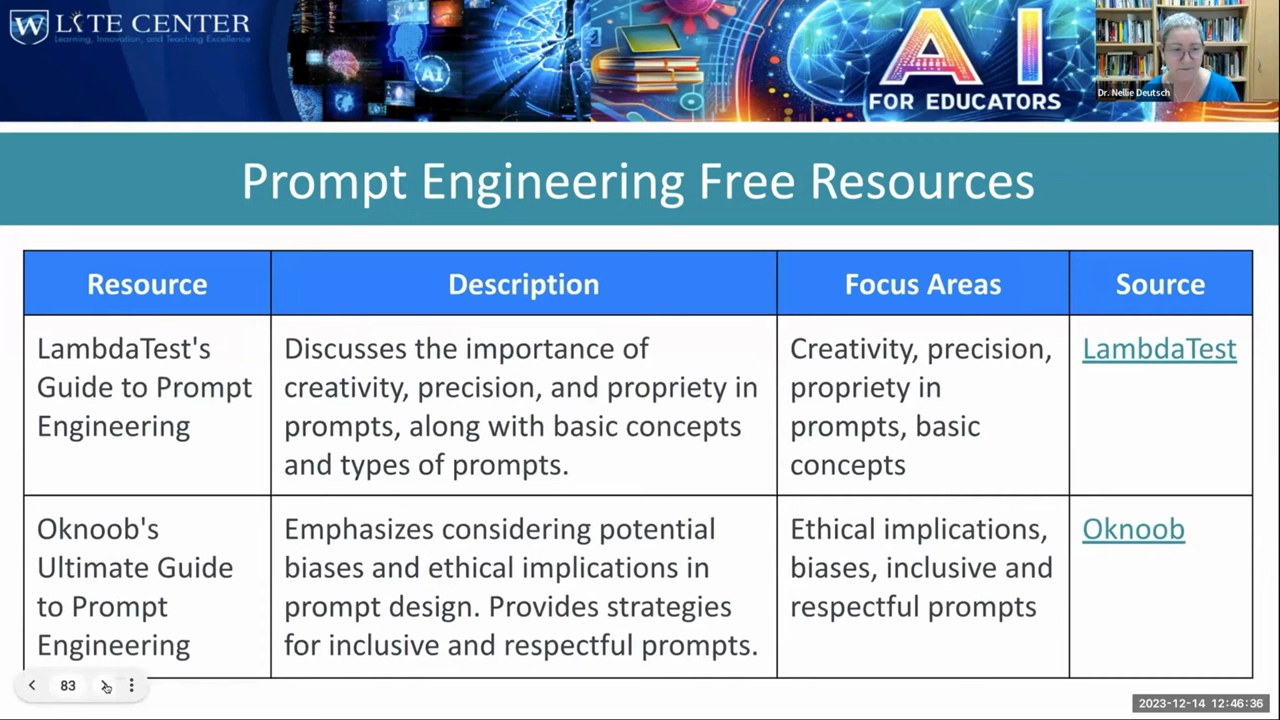 W LITE CENTER
Learning, Innovation, and Teaching Excellence
AI
AI
FOR EDUCATORS
Dr. Nellie Deutsch
Prompt Engineering Free Resources
Resource
Description
Focus Areas
Source
LambdaTest's
Guide to Prompt
Engineering
Discusses the importance of
creativity, precision, and propriety in
prompts, along with basic concepts
and types of prompts.
Creativity, precision,
propriety in
prompts, basic
concepts
LambdaTest
Oknoob's
Ultimate Guide
to Prompt
Engineering
Emphasizes considering potential
biases and ethical implications in
prompt design. Provides strategies
for inclusive and respectful prompts.
Ethical implications,
biases, inclusive and
respectful prompts
Oknoob
83
2023-12-14 12:46:36